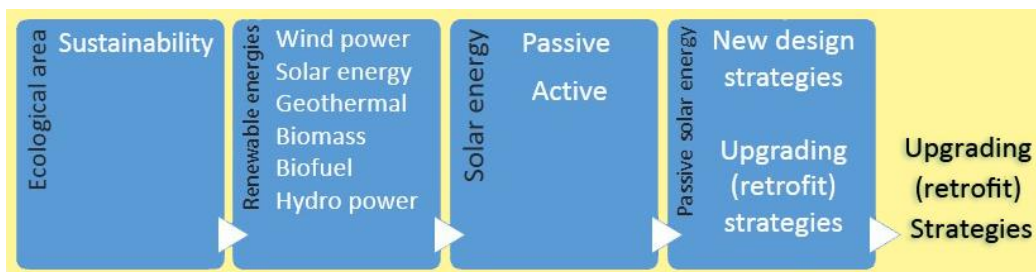 Ecological area
Sustainability
Renewable energies
Wind power
Solar energy
Geothermal
Biomass
Biofuel
Hydro power
Solar energy
Passive
Active
Passive solar energy
New design
strategies
Upgrading
(retrofit)
strategies
Upgrading
(retrofit)
Strategies